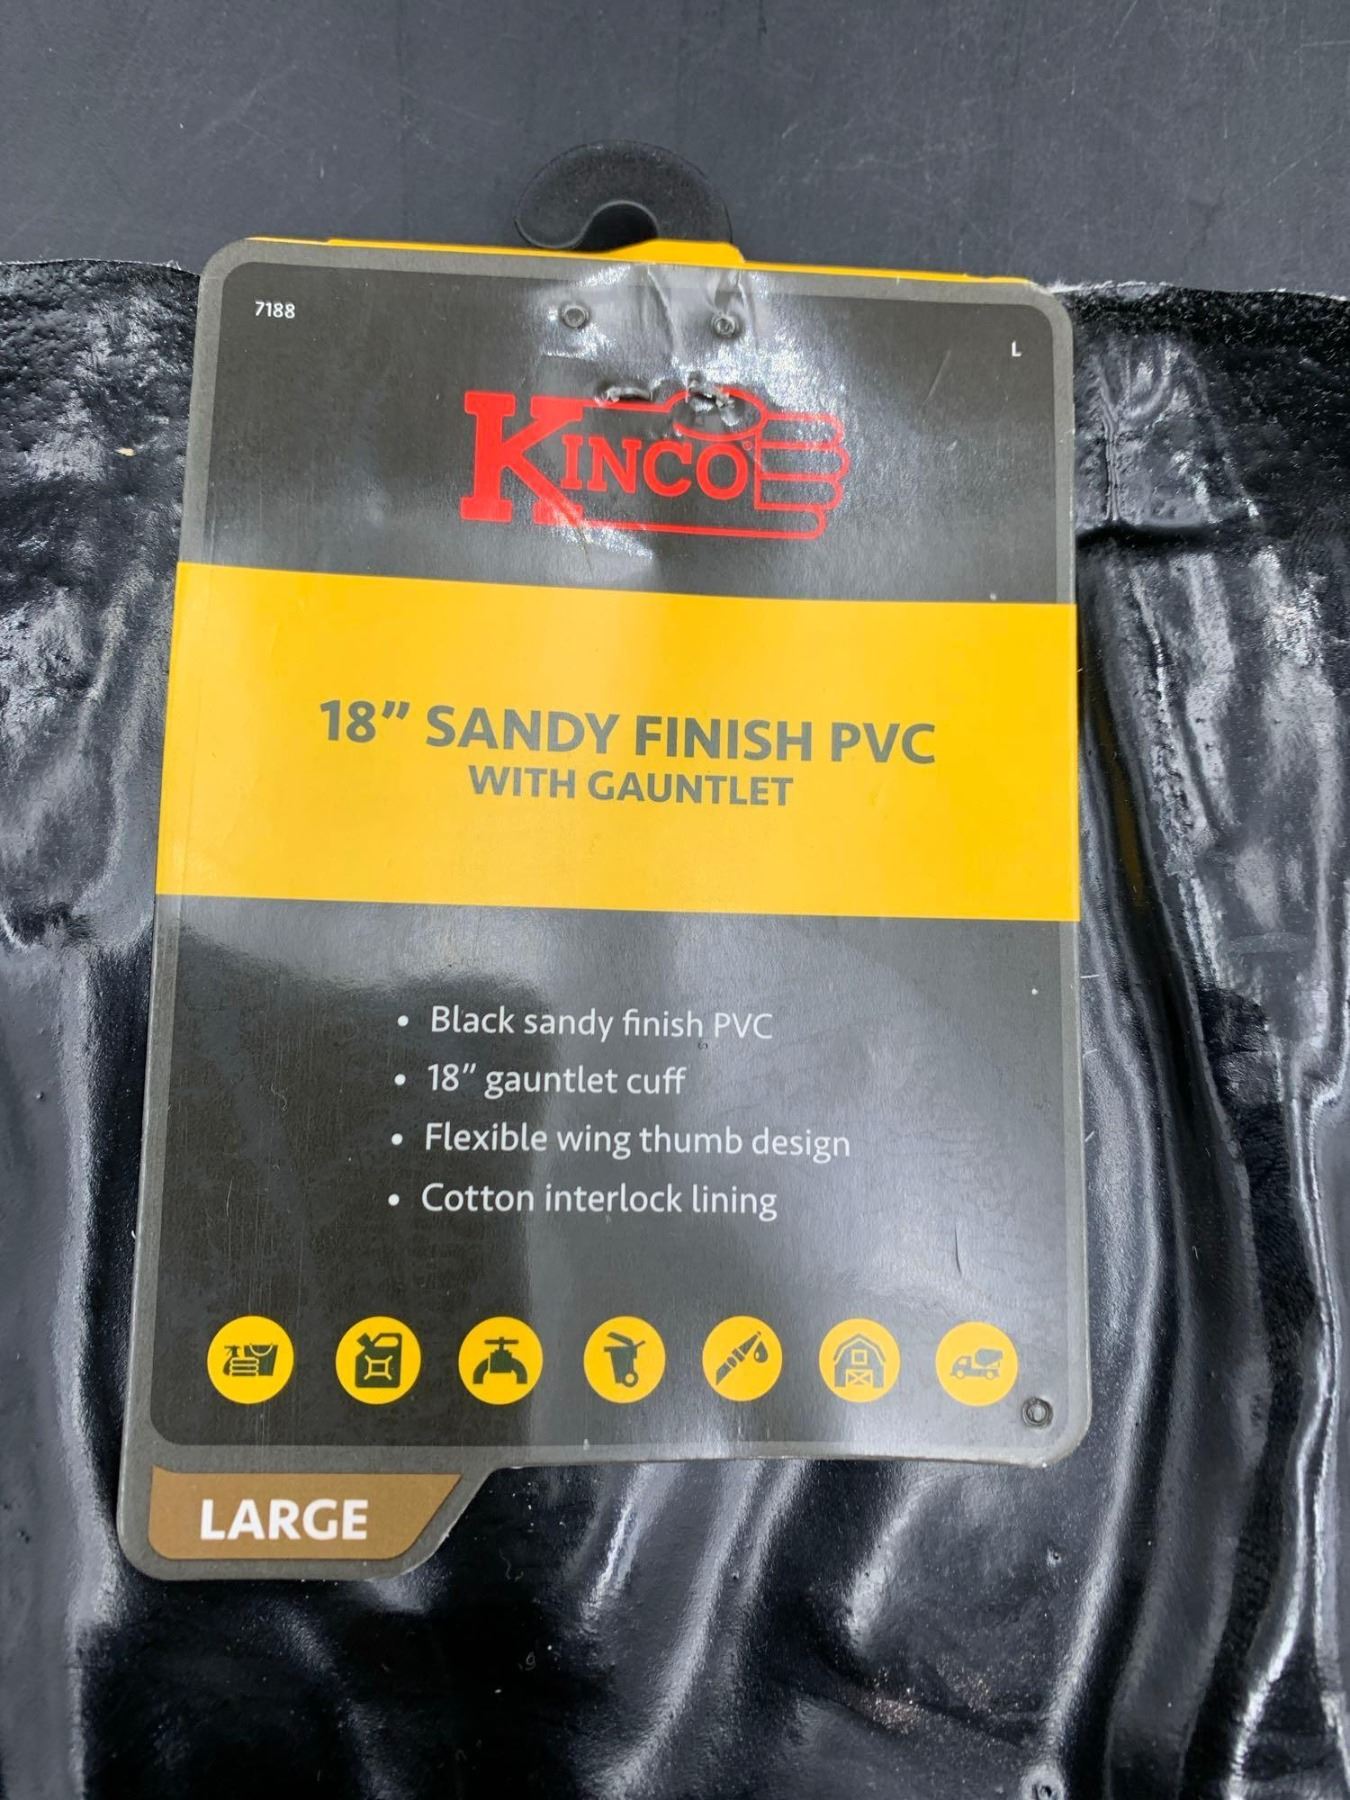 7188
L
KINCO®
18” SANDY FINISH PVC
WITH GAUNTLET
• Black sandy finish PVC
• 18” gauntlet cuff
• Flexible wing thumb design
• Cotton interlock lining
LARGE